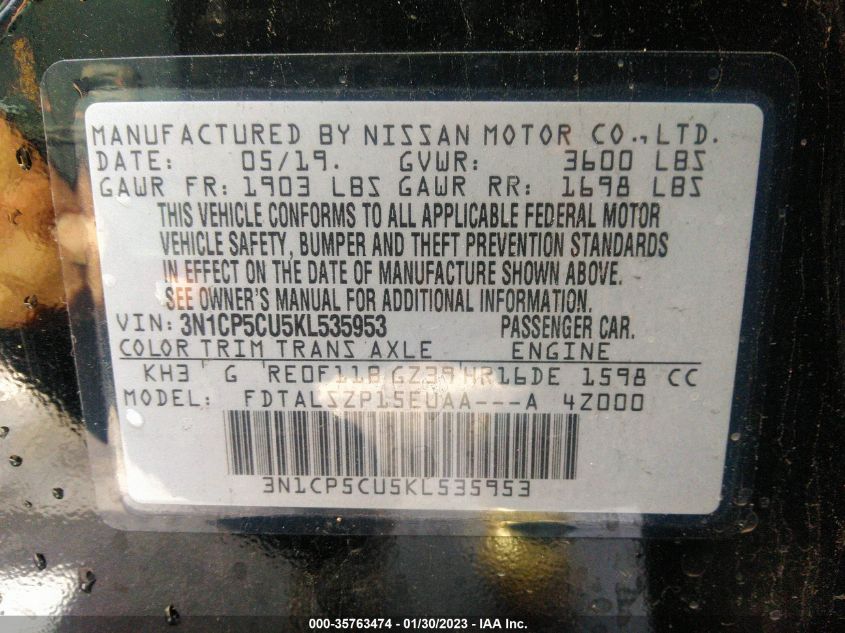 MANUFACTURED BY NISSAN MOTOR CO.,LTD.
DATE: 05/19. GVWR: 3600 LBS
GAWR FR: 1903 LBS GAWR RR: 1698 LBS
THIS VEHICLE CONFORMS TO ALL APPLICABLE FEDERAL MOTOR
VEHICLE SAFETY, BUMPER AND THEFT PREVENTION STANDARDS
IN EFFECT ON THE DATE OF MANUFACTURE SHOWN ABOVE.
SEE OWNER'S MANUAL FOR ADDITIONAL INFORMATION.
VIN: 3N1CP5CU5KL535953 PASSENGER CAR.
COLOR TRIM TRANS AXLE ENGINE
KH3 G RE0F11B GZ39 HR16DE 1598 CC
MODEL: FDTALSZP15EUAA---A 4Z000
3N1CP5CU5KL535953
000-35763474 - 01/30/2023 - IAA Inc.